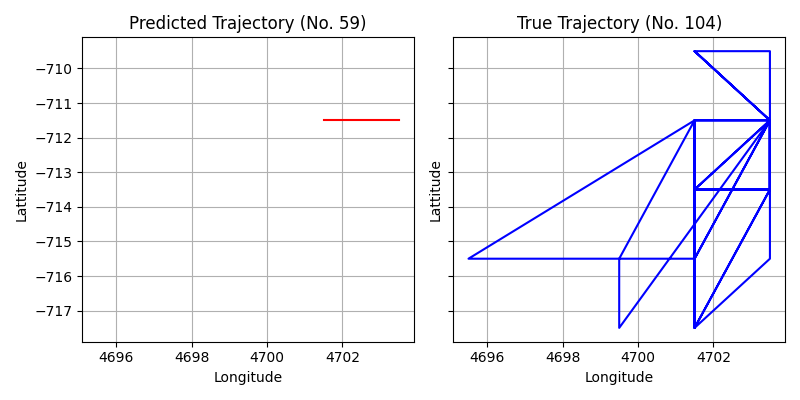 Predicted Trajectory (No. 59)
True Trajectory (No. 104)
−710
−711
−712
−713
−714
−715
−716
−717
Lattitude
Lattitude
4696
4698
4700
4702
4696
4698
4700
4702
Longitude
Longitude